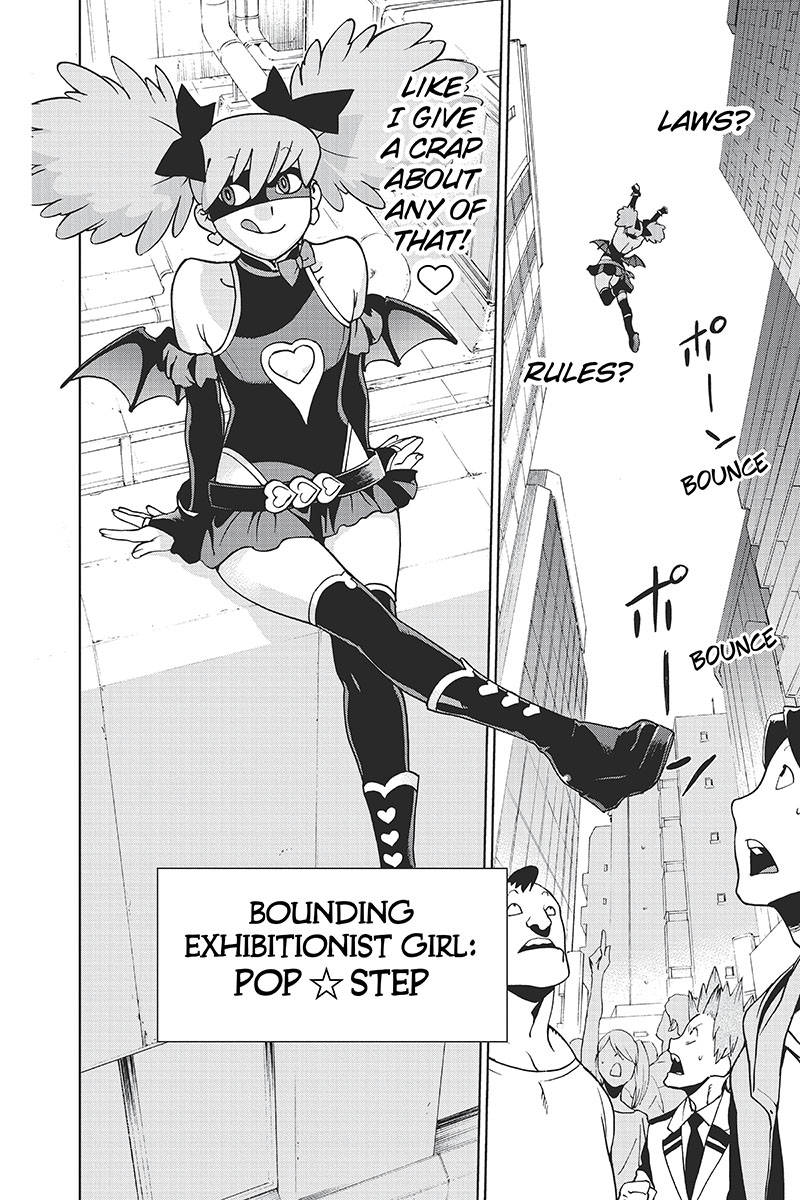 LAWS?
RULES?
ポーン
BOUNCE
ポーン
BOUNCE
LIKE
I GIVE
A CRAP
ABOUT
ANY OF
THAT!
♡
BOUNDING
EXHIBITIONIST GIRL:
POP ☆ STEP